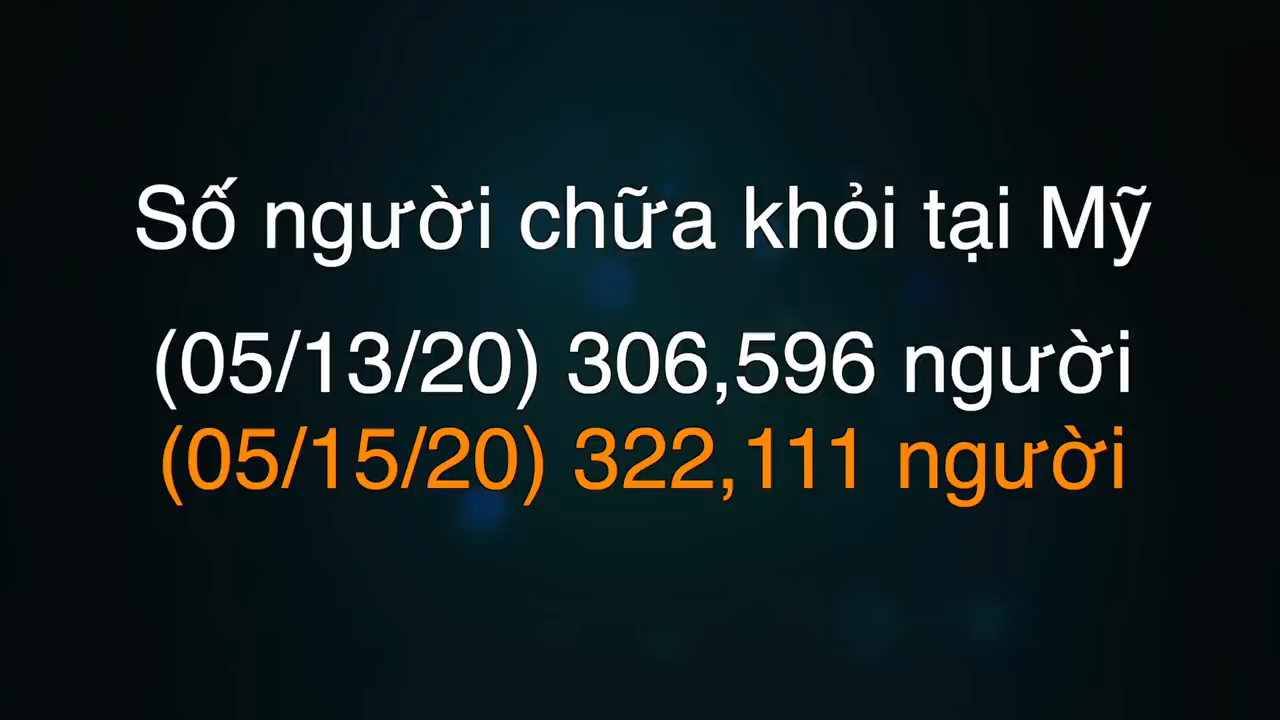 Số người chữa khỏi tại Mỹ
(05/13/20) 306,596 người
(05/15/20) 322,111 người